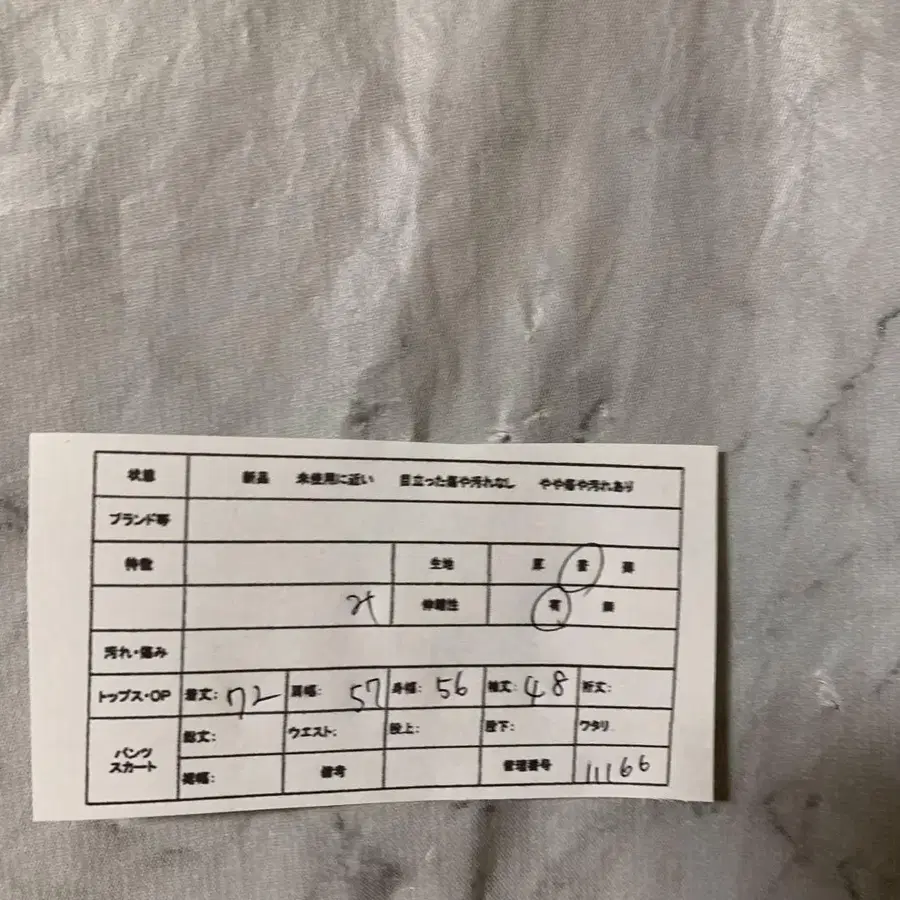 状態 新品 未使用に近い 目立った傷や汚れなし やや傷や汚れあり
ブランド等
特徴 生地 厚 普 薄
伸縮性 有 無
汚れ・傷み
トップス・OP 着丈: 72 肩幅: 57 身幅: 56 袖丈: 48 裄丈:
パンツ スカート 総丈: ウエスト: 股上: 股下: ワタリ
裾幅: 備考 管理番号 11166